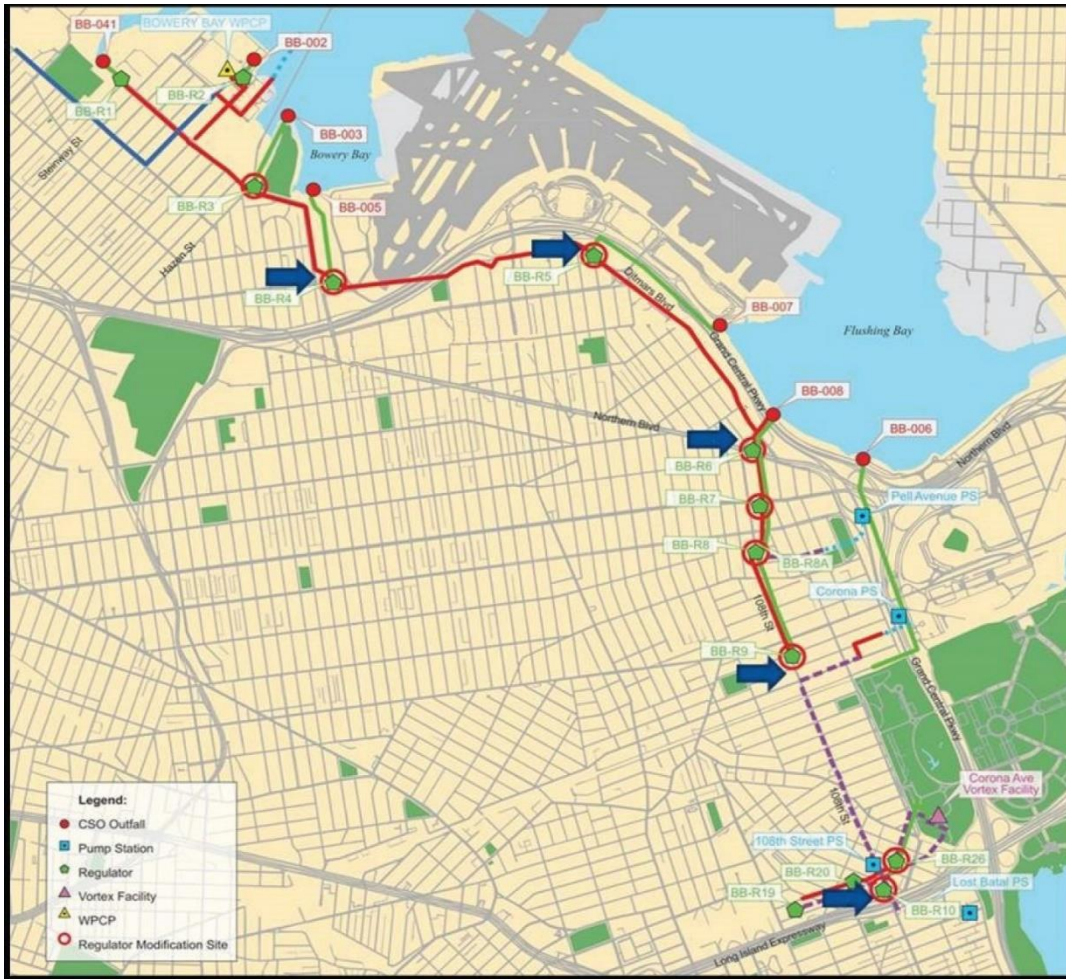 BB-041
BOWERY BAY WPCP
BB-002
BB-R2
BB-R1
BB-003
Bowery Bay
Steinway St
BB-R3
BB-005
Hazen St
BB-R4
BB-R5
Ditmars Blvd
BB-007
Grand Central Pkwy
Flushing Bay
BB-008
Northern Blvd
BB-006
Northern Blvd
BB-R6
BB-R7
Pell Avenue PS
BB-R8
BB-R8A
Corona PS
108th St
BB-R9
Grand Central Pkwy
108th St
Corona Ave
Vortex Facility
108th Street PS
BB-R26
BB-R20
BB-R19
Lost Batal PS
BB-R10
Long Island Expressway
Legend:
CSO Outfall
Pump Station
Regulator
Vortex Facility
WPCP
Regulator Modification Site